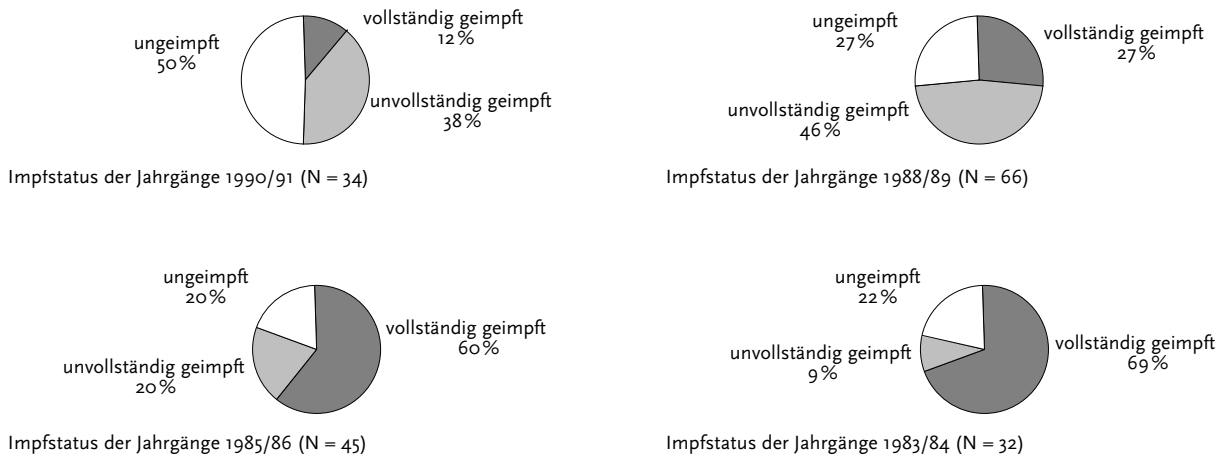 vollständig geimpft
12 %
ungeimpft
50 %
unvollständig geimpft
38 %
Impfstatus der Jahrgänge 1990/91 (N = 34)
ungeimpft
27 %
vollständig geimpft
27 %
unvollständig geimpft
46 %
Impfstatus der Jahrgänge 1988/89 (N = 66)
ungeimpft
20 %
vollständig geimpft
60 %
unvollständig geimpft
20 %
Impfstatus der Jahrgänge 1985/86 (N = 45)
ungeimpft
22 %
vollständig geimpft
69 %
unvollständig geimpft
9 %
Impfstatus der Jahrgänge 1983/84 (N = 32)